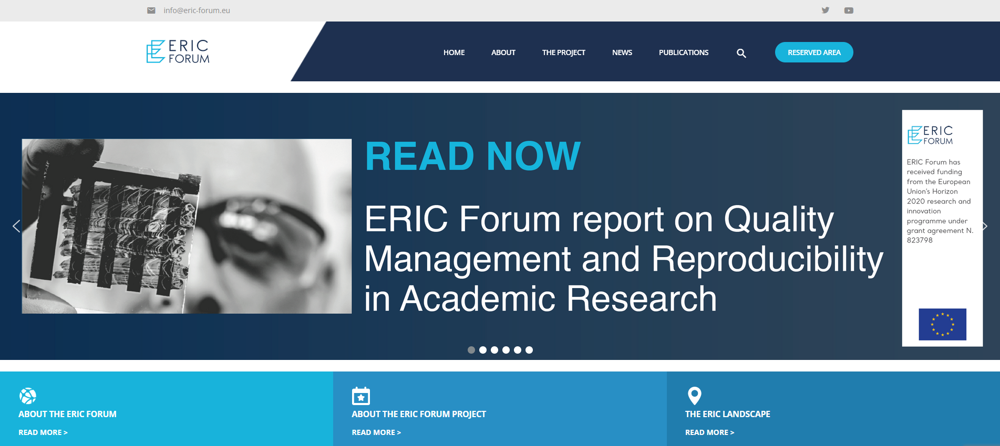 info@eric-forum.eu
ERIC
FORUM
HOME ABOUT THE PROJECT NEWS PUBLICATIONS RESERVED AREA
READ NOW
ERIC Forum report on Quality
Management and Reproducibility
in Academic Research
ERIC
FORUM
ERIC Forum has
received funding
from the European
Union's Horizon
2020 research and
innovation
programme under
grant agreement N.
823798
ABOUT THE ERIC FORUM
READ MORE >
ABOUT THE ERIC FORUM PROJECT
READ MORE >
THE ERIC LANDSCAPE
READ MORE >